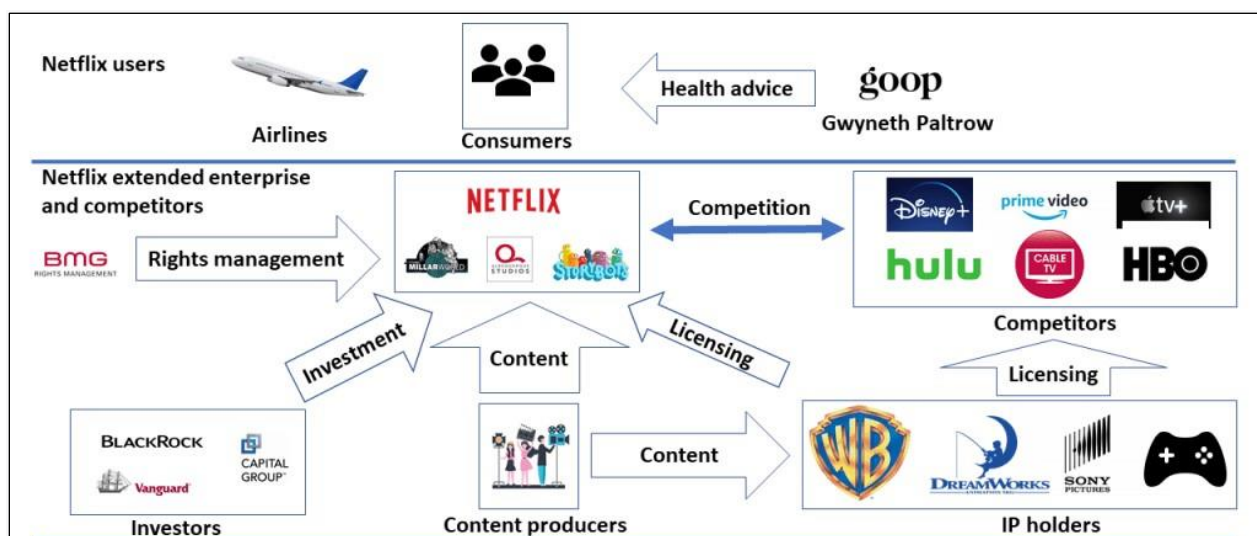 Netflix users
Airlines
Consumers
Health advice
goop
Gwyneth Paltrow
Netflix extended enterprise
and competitors
BMG
RIGHTS MANAGEMENT
Rights management
NETFLIX
MILLARWORLD
STUDIOS
STORYBOTS
Competition
Disney+
prime video
tv+
hulu
CABLE
TV
HBO
Competitors
Investment
Content
Licensing
Licensing
BLACKROCK
Vanguard
CAPITAL
GROUP
Investors
Content producers
Content
WB
DREAMWORKS
SONY
PICTURES
IP holders